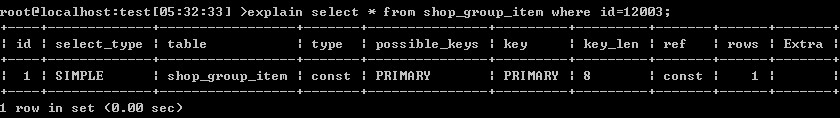 root@localhost:test[05:32:33] >explain select * from shop_group_item where id=12003;
+----+-------------+-----------------+-------+---------------+---------+---------+-------+------+-------+
| id | select_type | table           | type  | possible_keys | key     | key_len | ref   | rows | Extra |
+----+-------------+-----------------+-------+---------------+---------+---------+-------+------+-------+
|  1 | SIMPLE      | shop_group_item | const | PRIMARY       | PRIMARY | 8       | const |    1 |       |
+----+-------------+-----------------+-------+---------------+---------+---------+-------+------+-------+
1 row in set (0.00 sec)